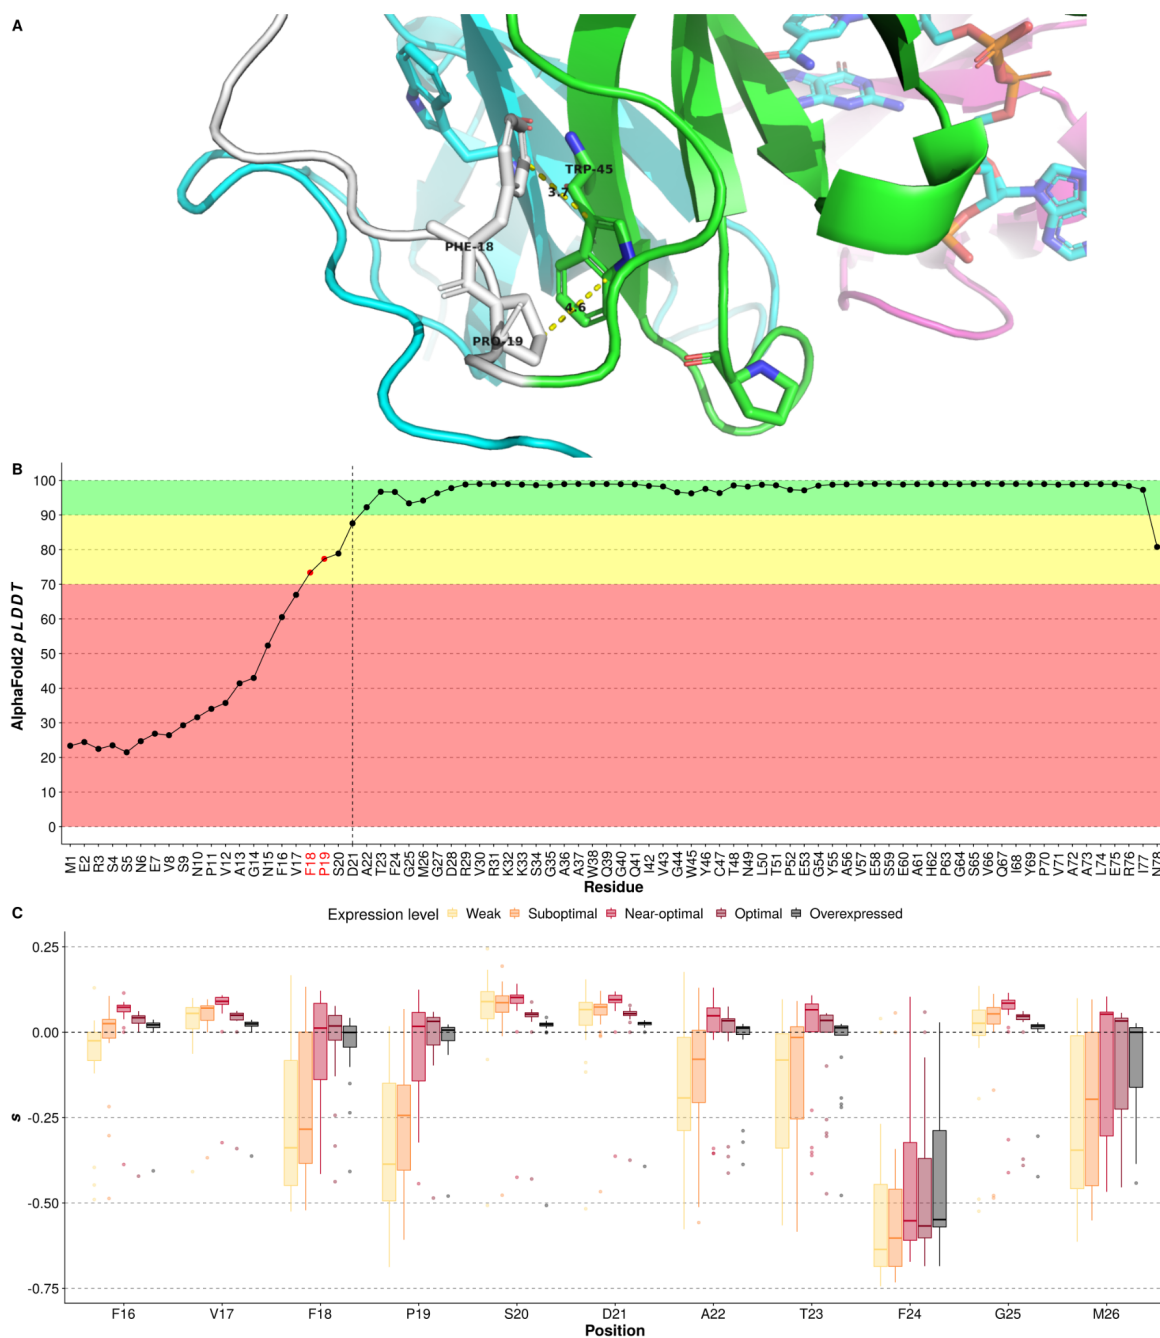 A
TRP-45
3.7
PHE-18
4.6
PRO-19
B
100
90
80
70
60
50
40
30
20
10
0
AlphaFold2 pLDDT
M1 E2 R3 S4 S5 N6 E7 V8 S9 N10 P11 V12 A13 G14 N15 F16 V17 F18 P19 S20 D21 A22 T23 F24 G25 M26 G27 D28 R29 V30 R31 K32 K33 S34 G35 A36 A37 W38 Q39 G40 Q41 I42 V43 G44 W45 Y46 C47 T48 N49 L50 T51 P52 E53 G54 Y55 A56 V57 E58 S59 E60 A61 H62 P63 G64 S65 V66 Q67 I68 Y69 P70 V71 A72 A73 L74 E75 R76 I77 N78
Residue
C
Expression level Weak Suboptimal Near-optimal Optimal Overexpressed
0.25
0.00
-0.25
-0.50
-0.75
s
F16 V17 F18 P19 S20 D21 A22 T23 F24 G25 M26
Position